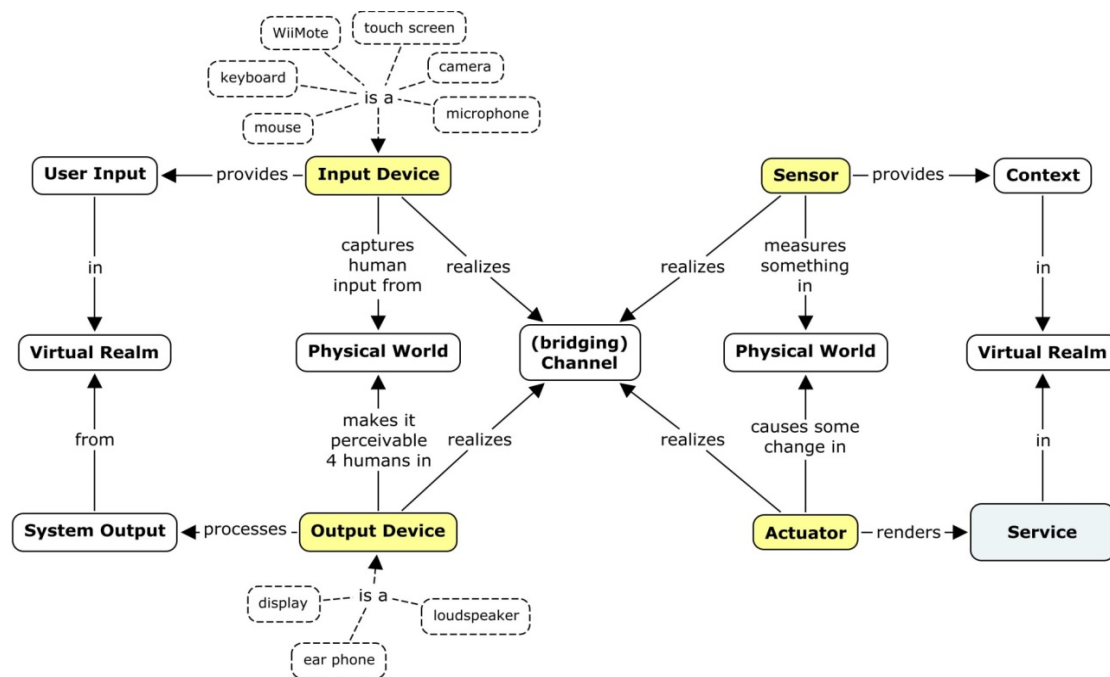 WiiMote
touch screen
keyboard
camera
is a
mouse
microphone
User Input
provides
Input Device
Sensor
provides
Context
captures
human
input from
measures
something
in
in
realizes
realizes
in
Virtual Realm
Physical World
(bridging)
Channel
Physical World
Virtual Realm
from
makes it
perceivable
4 humans in
realizes
realizes
causes some
change in
in
System Output
processes
Output Device
Actuator
renders
Service
display
is a
loudspeaker
ear phone